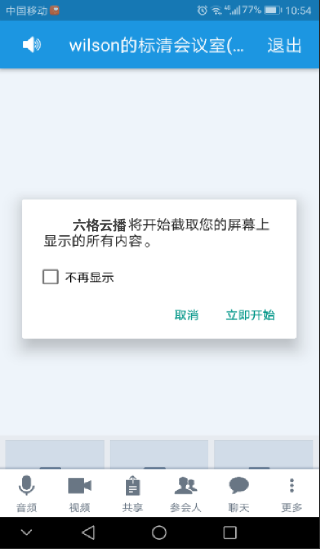 中国移动 4G 77% 10:54
wilson的标清会议室(... 退出
六格云播将开始截取您的屏幕上
显示的所有内容。
不再显示
取消 立即开始
音频 视频 共享 参会人 聊天 更多